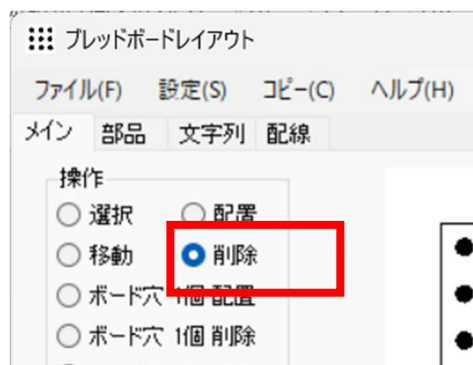 ブレッドボードレイアウト
ファイル(F) 設定(S) コピー(C) ヘルプ(H)
メイン 部品 文字列 配線
操作
選択 配置
移動 削除
ボード穴 1個 配置
ボード穴 1個 削除